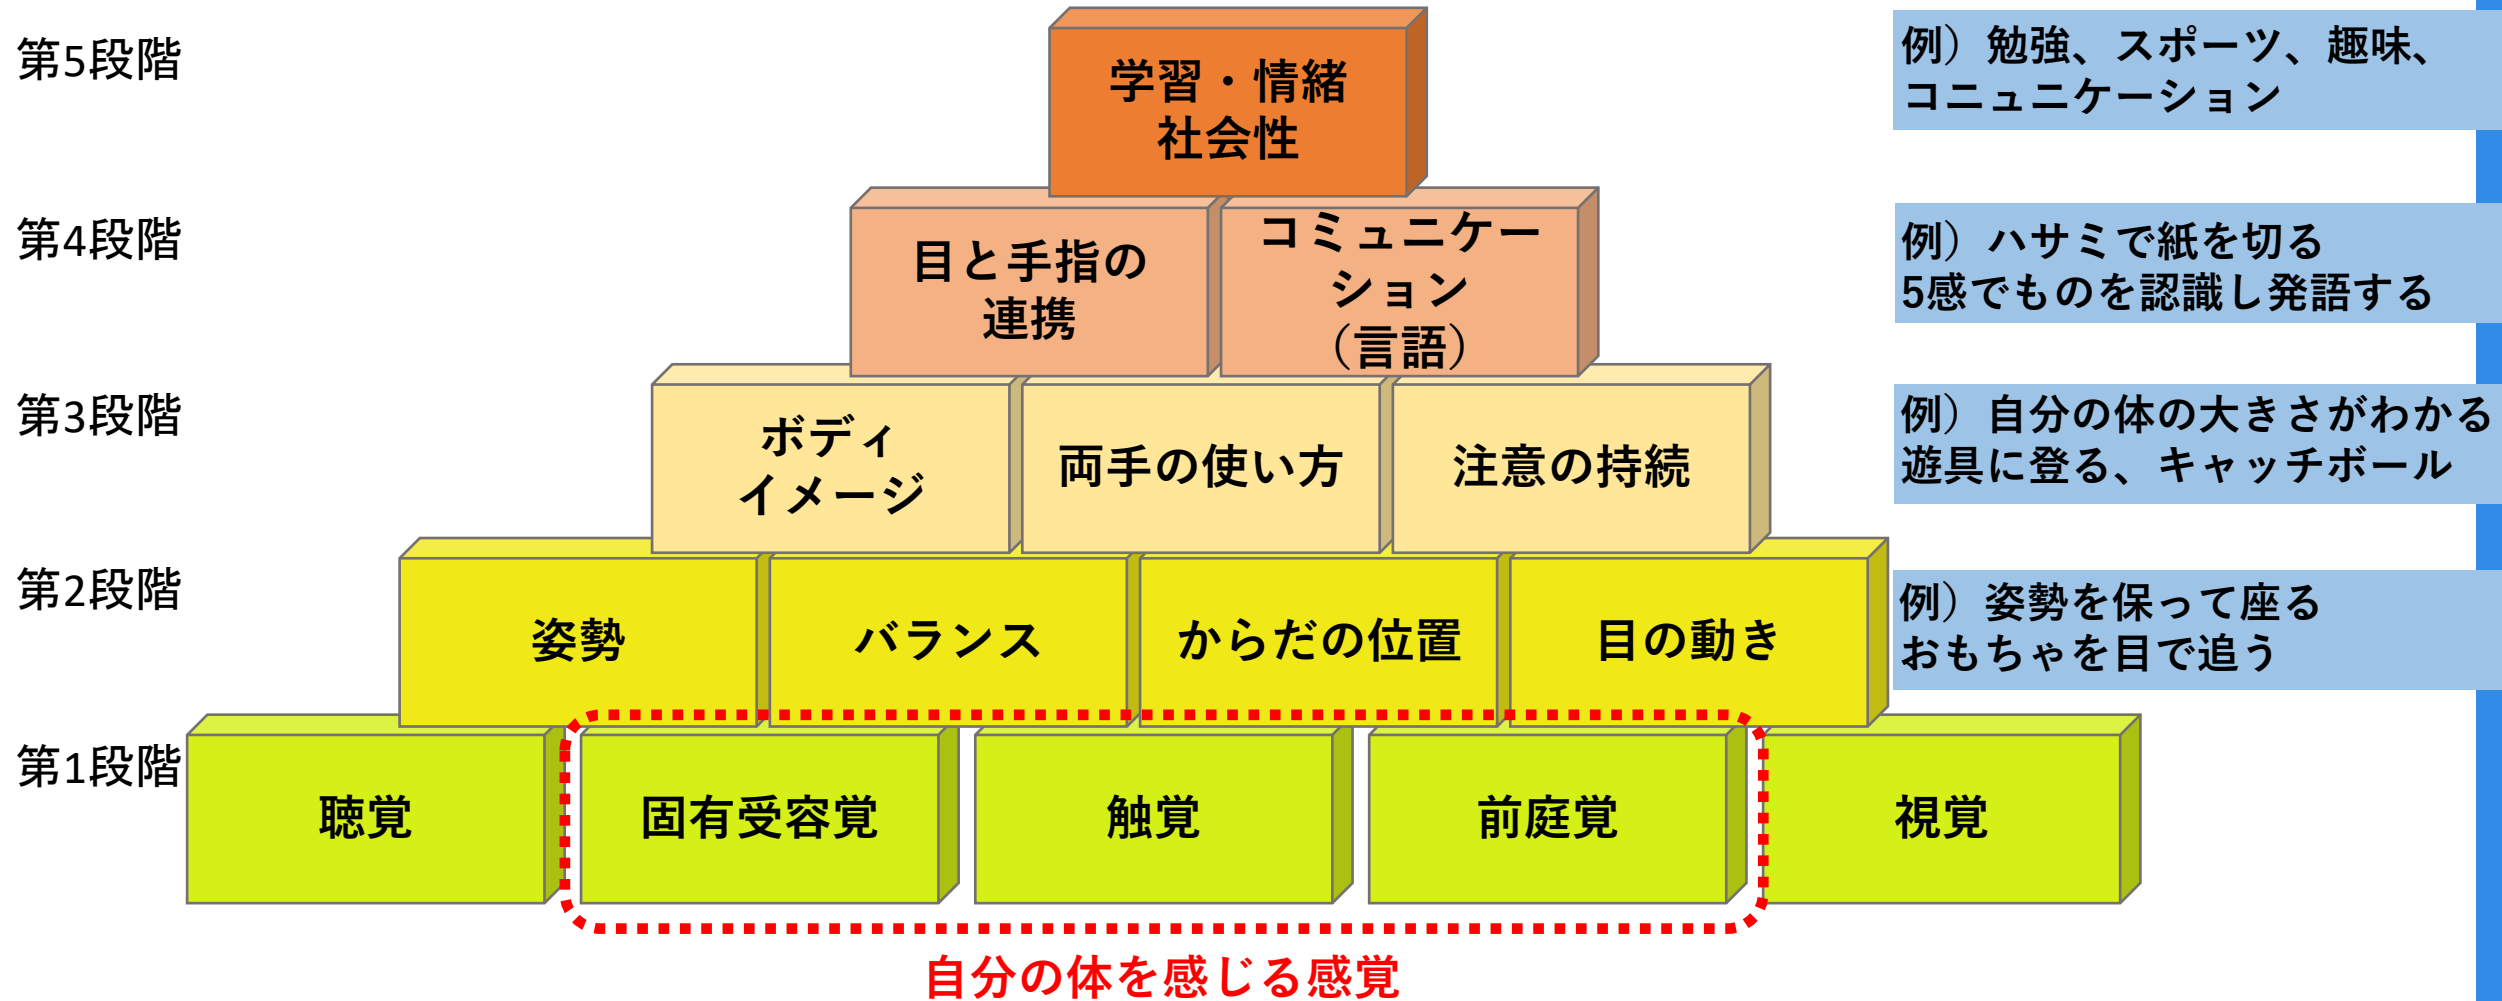 第5段階
学習・情緒
社会性
例）勉強、スポーツ、趣味、
コニュニケーション
第4段階
目と手指の
連携
コミュニケー
ション
（言語）
例）ハサミで紙を切る
5感でものを認識し発語する
第3段階
ボディ
イメージ
両手の使い方
注意の持続
例）自分の体の大きさがわかる
遊具に登る、キャッチボール
第2段階
姿勢
バランス
からだの位置
目の動き
例）姿勢を保って座る
おもちゃを目で追う
第1段階
聴覚
固有受容覚
触覚
前庭覚
視覚
自分の体を感じる感覚